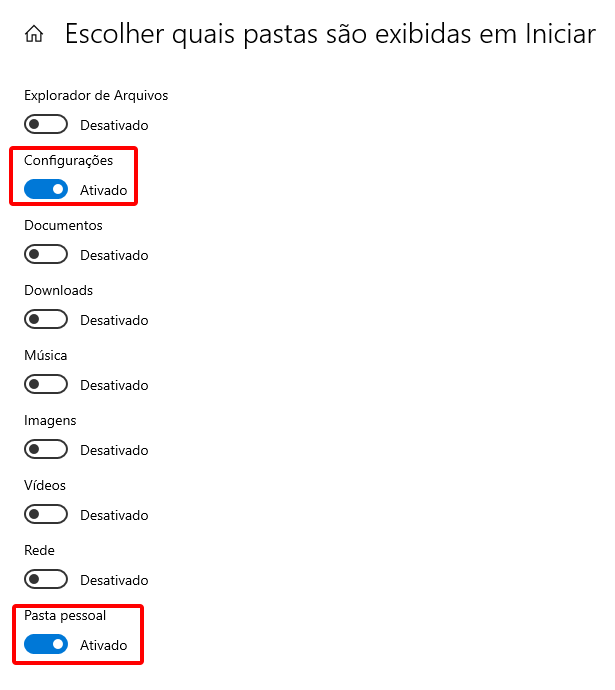 Escolher quais pastas são exibidas em Iniciar
Explorador de Arquivos
Desativado
Configurações
Ativado
Documentos
Desativado
Downloads
Desativado
Música
Desativado
Imagens
Desativado
Vídeos
Desativado
Rede
Desativado
Pasta pessoal
Ativado